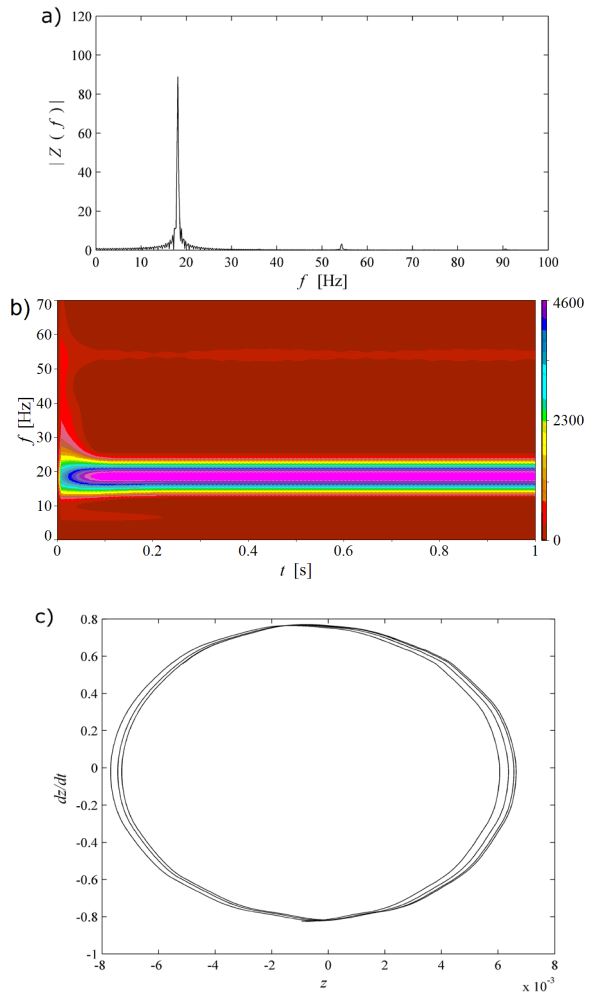 a)
120
100
80
60
40
20
0
| Z ( f ) |
0 10 20 30 40 50 60 70 80 90 100
f [Hz]
b)
70
60
50
40
30
20
10
0
f [Hz]
4600
2300
0
0 0.2 0.4 0.6 0.8 1
t [s]
c)
0.8
0.6
0.4
0.2
0
-0.2
-0.4
-0.6
-0.8
-1
dz/dt
-8 -6 -4 -2 0 2 4 6 8
z
x 10⁻³